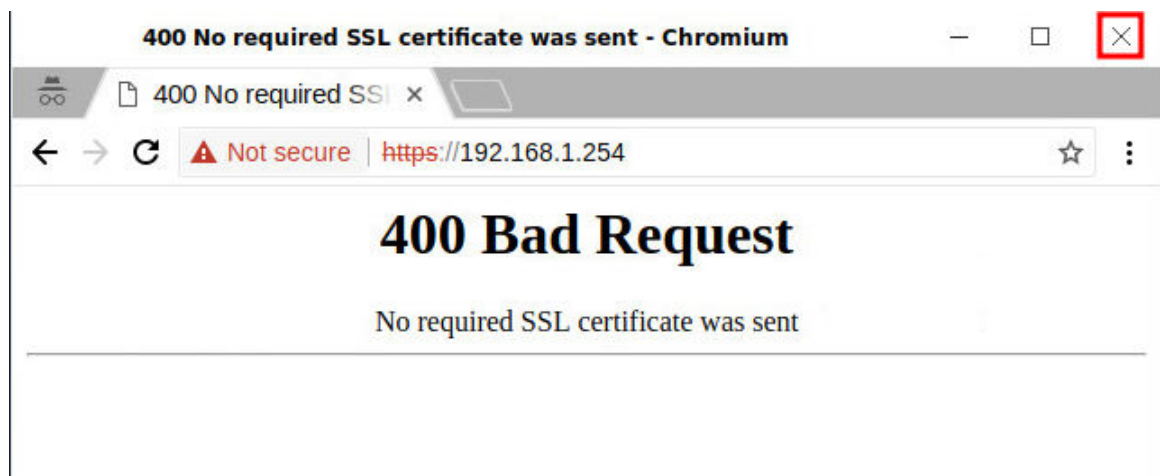 400 No required SSL certificate was sent - Chromium
400 No required SS
Not secure | https://192.168.1.254
400 Bad Request
No required SSL certificate was sent